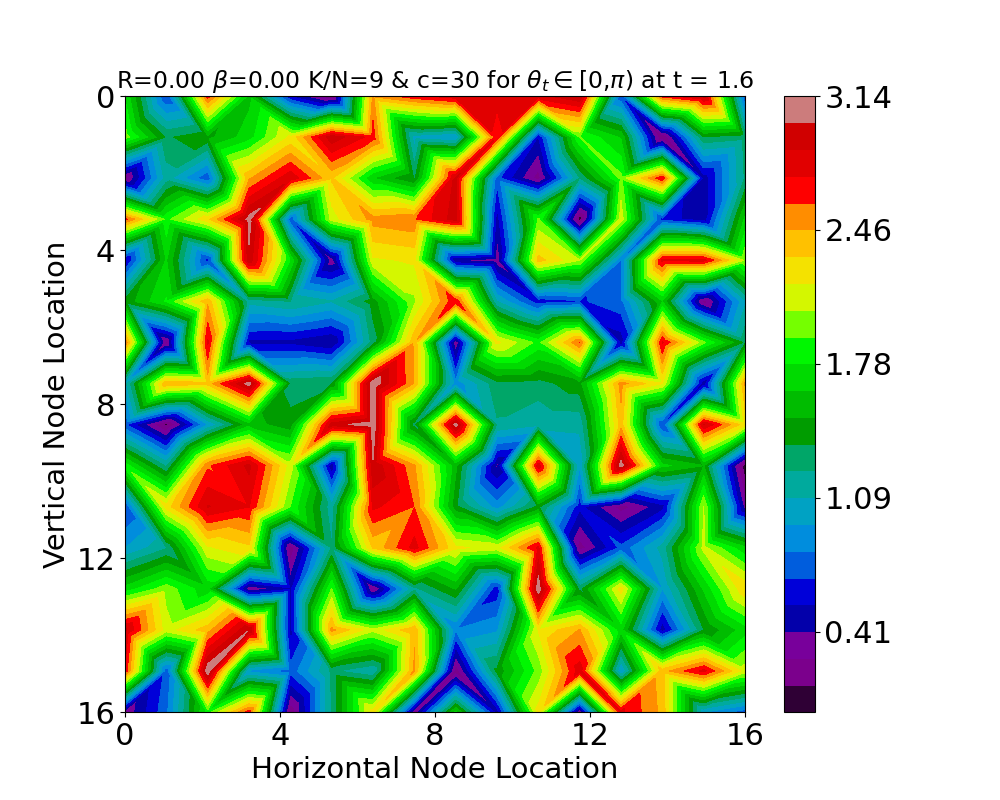 R=0.00 β=0.00 K/N=9 & c=30 for θₜ ∈ [0,π) at t = 1.6
0
4
8
12
16
Vertical Node Location
0 4 8 12 16
Horizontal Node Location
3.14
2.46
1.78
1.09
0.41